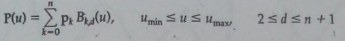 P(u) = \sum_{k=0}^{n} p_k B_{k,d}(u), u_{min} ≤ u ≤ u_{max}, 2 ≤ d ≤ n + 1